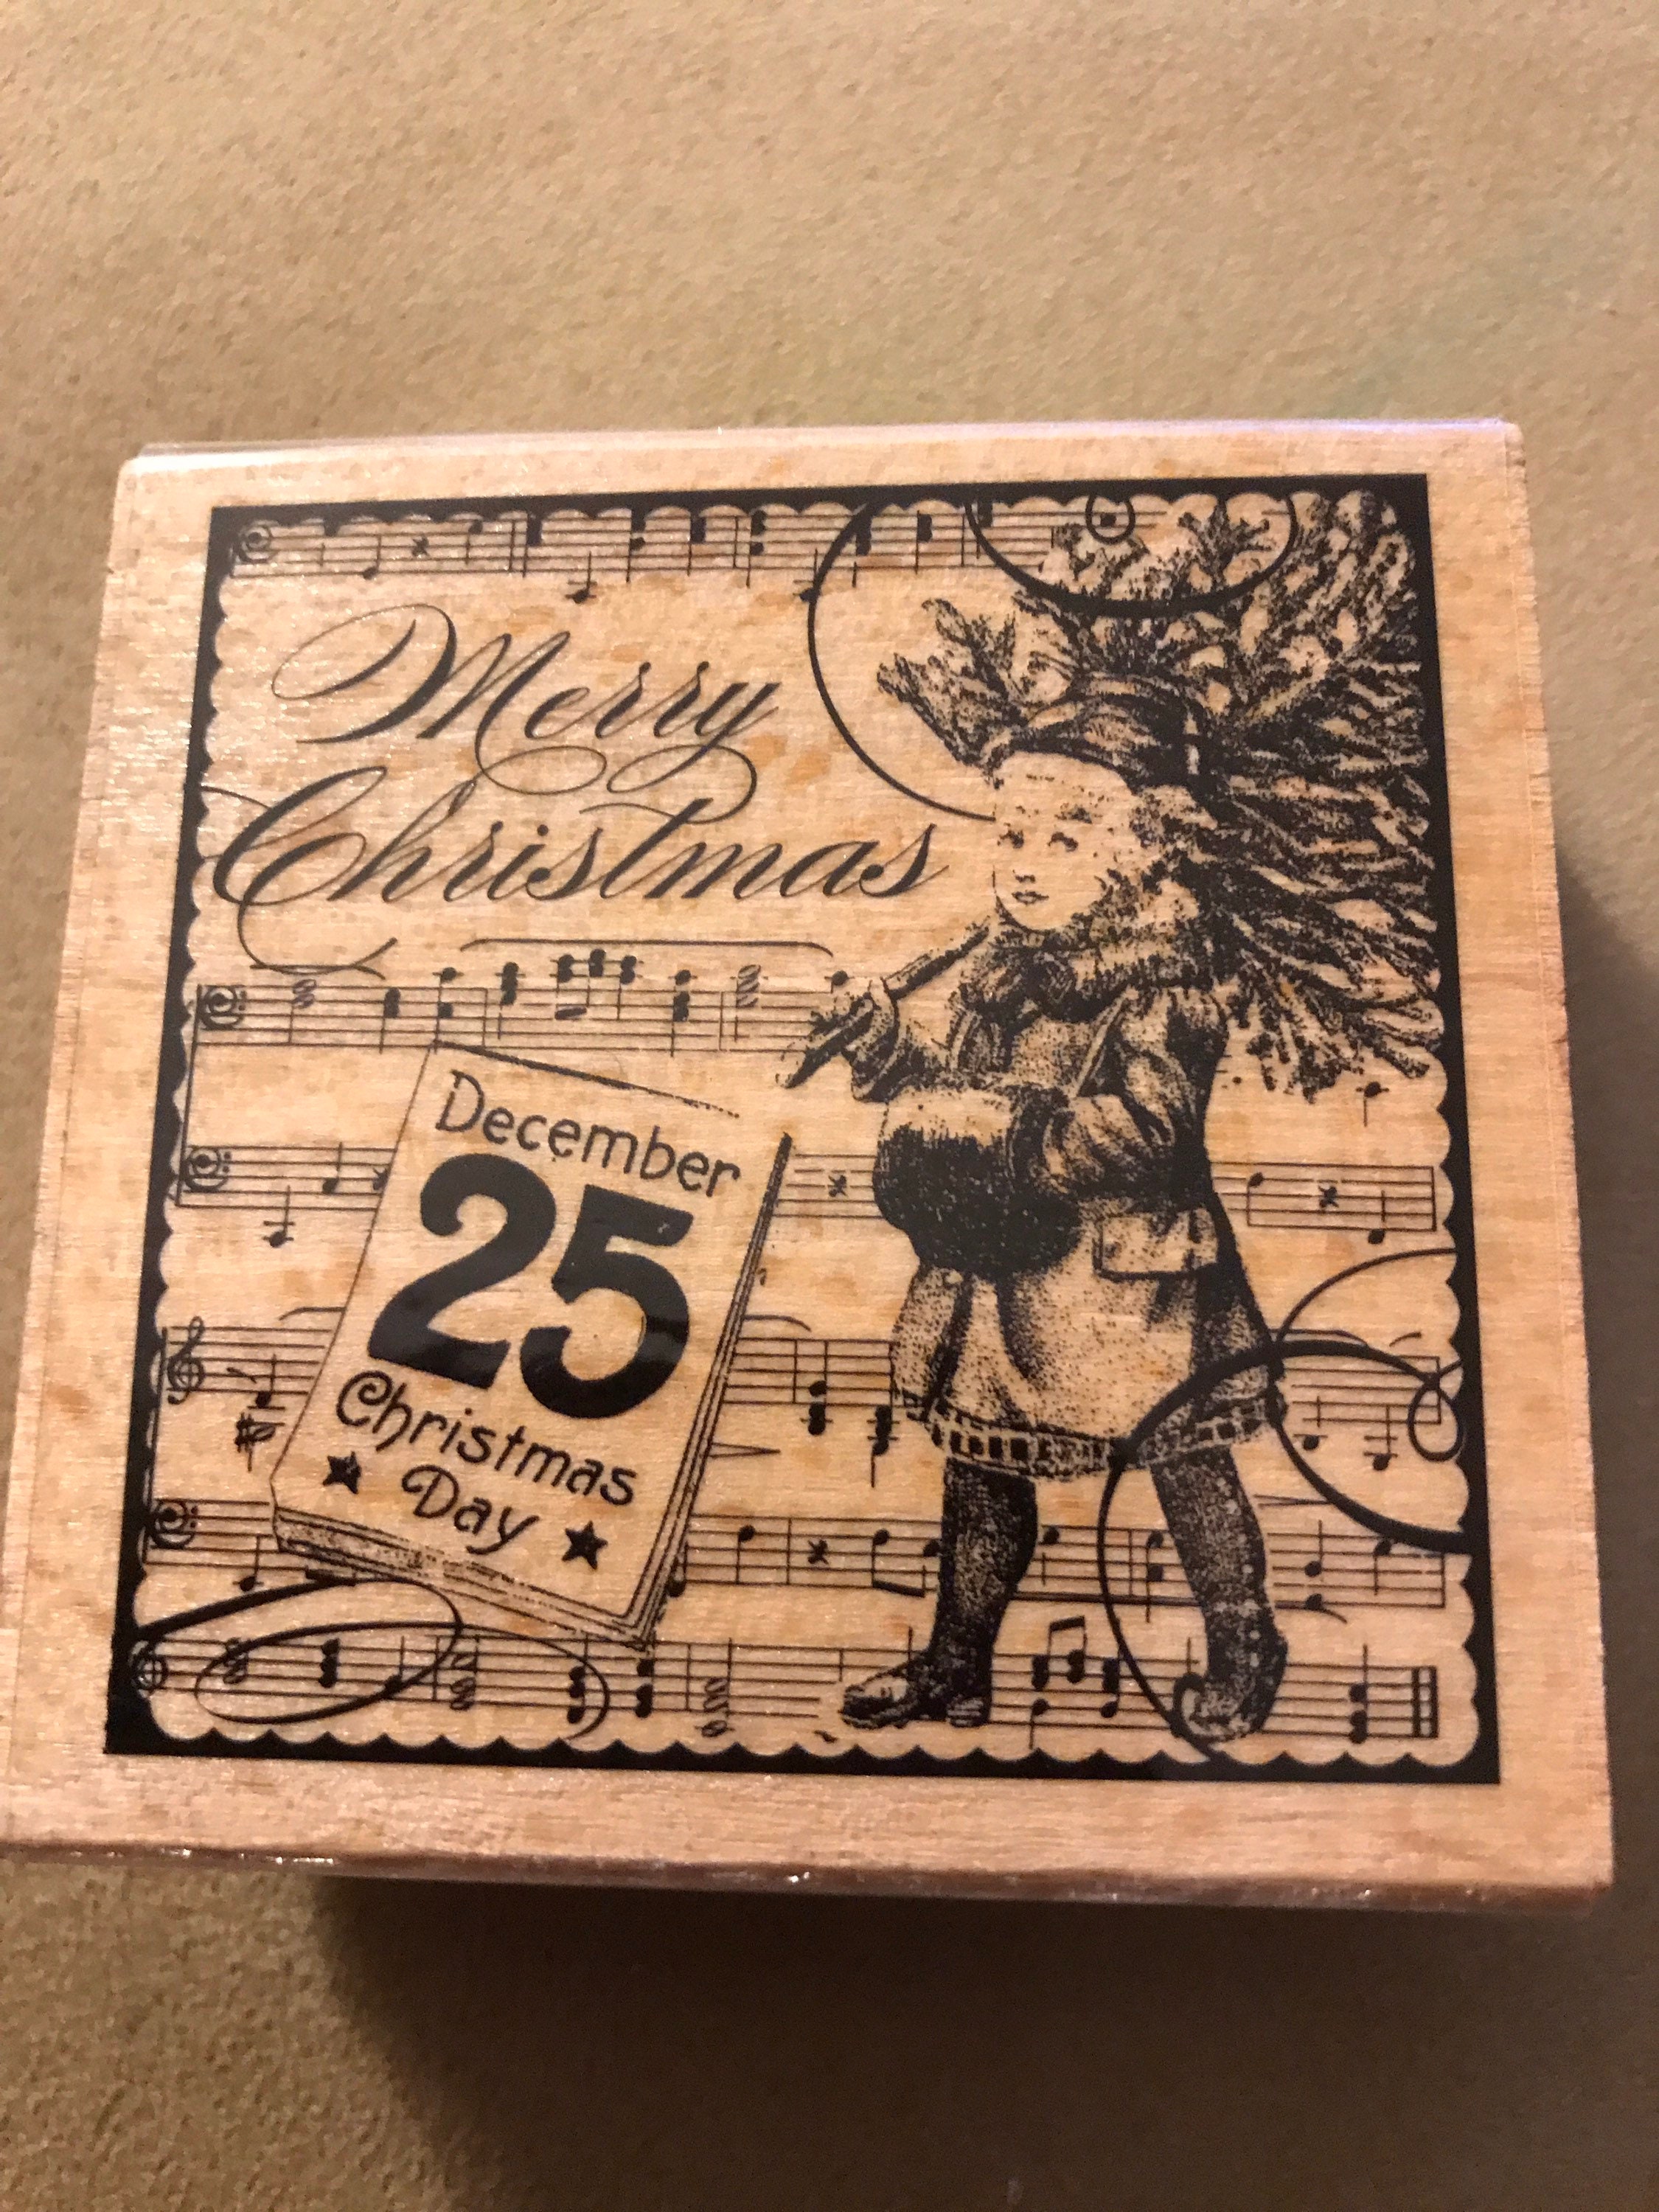 Merry
Christmas
December
25
Christmas
Day